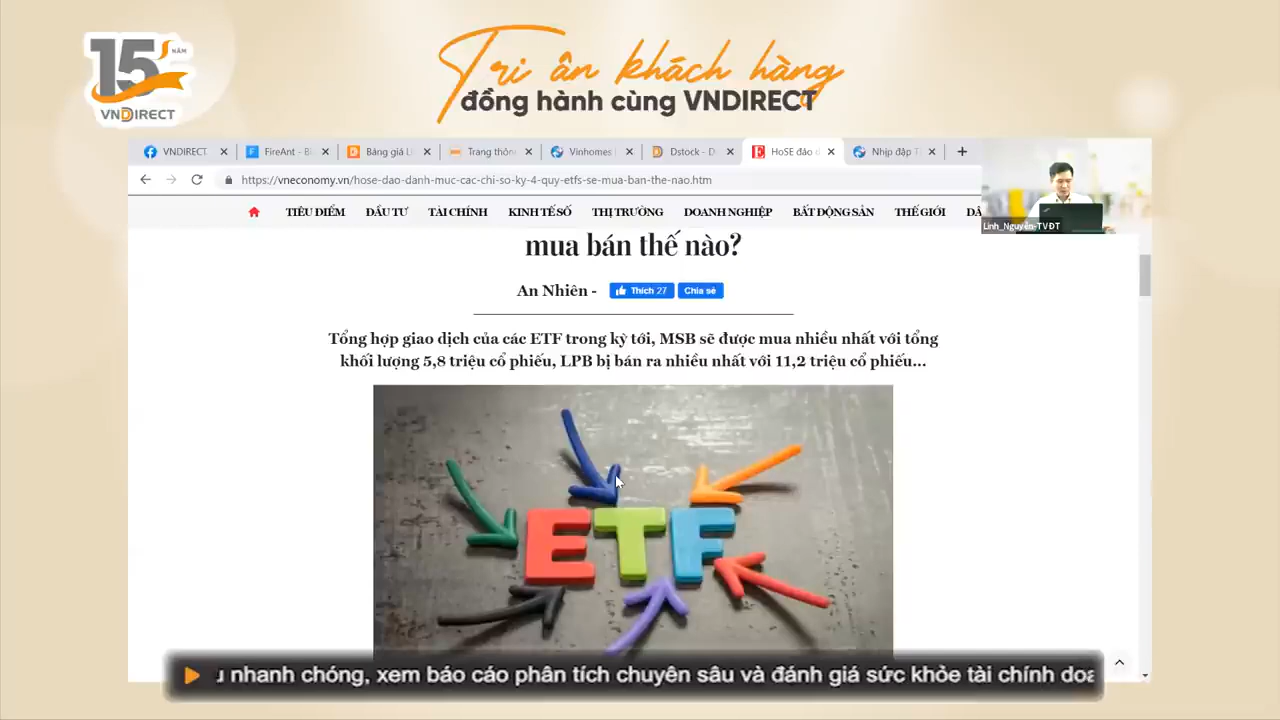 15
NĂM
VNDIRECT
Tri ân khách hàng
đồng hành cùng VNDIRECT
VNDIRECT
FireAnt - B
Bảng giá L
Trang thôn
Vinhomes
Dstock - D
HoSE đảo d
Nhịp đập T
https://vneconomy.vn/hose-dao-danh-muc-cac-chi-so-ky-4-quy-etfs-se-mua-ban-the-nao.htm
TIÊU ĐIỂM ĐẦU TƯ TÀI CHÍNH KINH TẾ SỐ THỊ TRƯỜNG DOANH NGHIỆP BẤT ĐỘNG SẢN THẾ GIỚI DÂ
Linh_Nguyễn-TVĐT
mua bán thế nào?
An Nhiên -
Thích 27
Chia sẻ
Tổng hợp giao dịch của các ETF trong kỳ tới, MSB sẽ được mua nhiều nhất với tổng
khối lượng 5,8 triệu cổ phiếu, LPB bị bán ra nhiều nhất với 11,2 triệu cổ phiếu...
ETF
nhanh chóng, xem báo cáo phân tích chuyên sâu và đánh giá sức khỏe tài chính doa